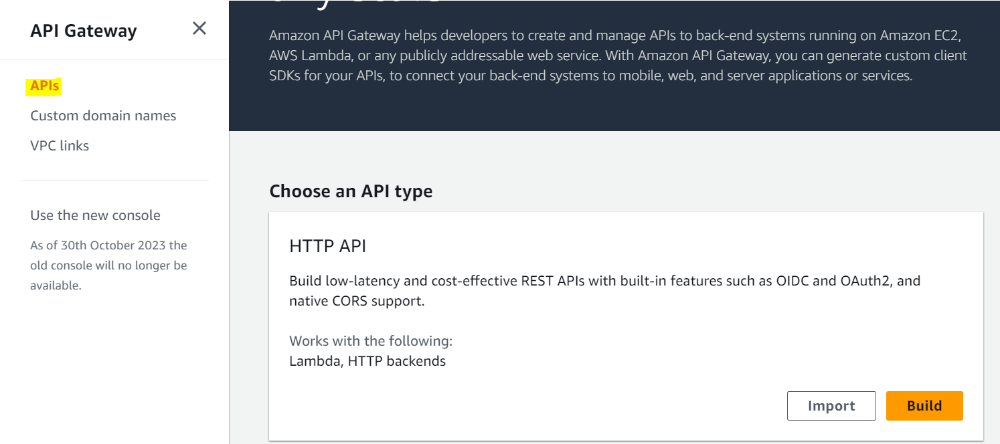 API Gateway
APIs
Custom domain names
VPC links
Use the new console
As of 30th October 2023 the
old console will no longer be
available.
Amazon API Gateway helps developers to create and manage APIs to back-end systems running on Amazon EC2,
AWS Lambda, or any publicly addressable web service. With Amazon API Gateway, you can generate custom client
SDKs for your APIs, to connect your back-end systems to mobile, web, and server applications or services.
Choose an API type
HTTP API
Build low-latency and cost-effective REST APIs with built-in features such as OIDC and OAuth2, and
native CORS support.
Works with the following:
Lambda, HTTP backends
Import
Build